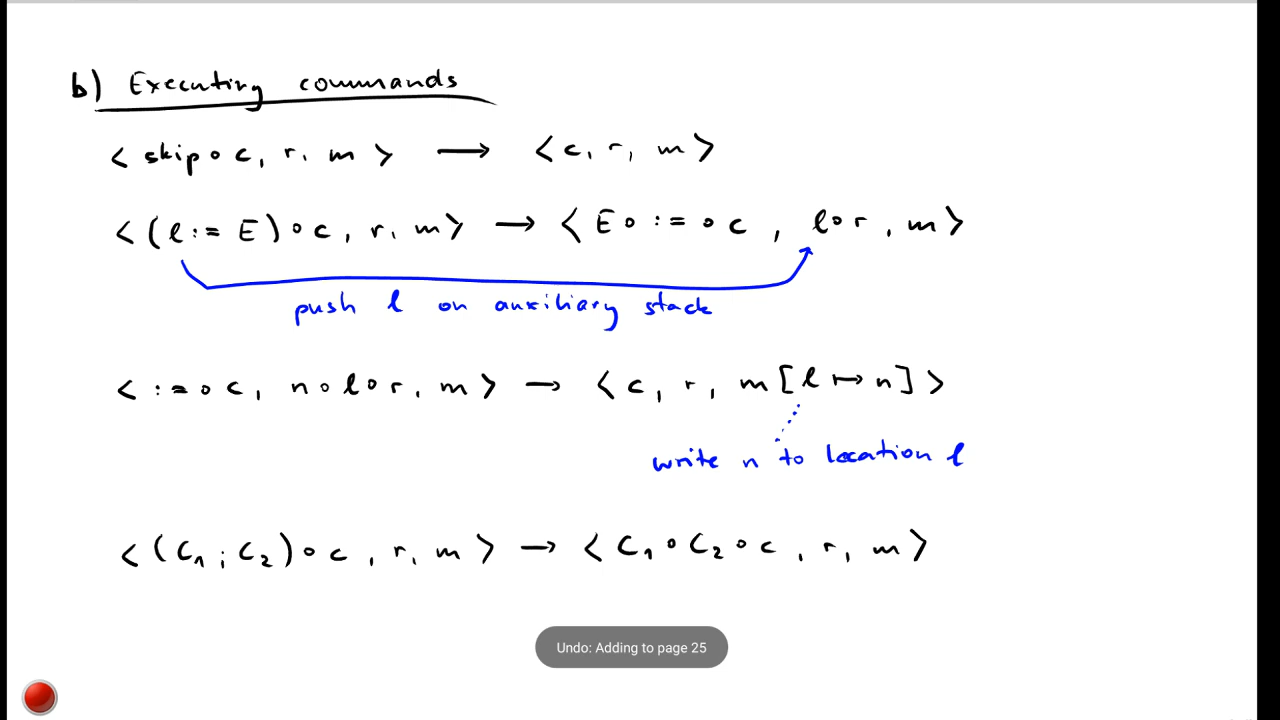 b) Executing commands
< skip ∘ c, r, m > ⟶ < c, r, m >
< (ℓ := E) ∘ c, r, m > ⟶ < E ∘ := ∘ c , ℓ ∘ r , m >
push ℓ on auxiliary stack
< := ∘ c, n ∘ ℓ ∘ r, m > ⟶ < c, r, m [ℓ ↦ n] >
write n to location ℓ
< (C₁ ; C₂) ∘ c , r, m > ⟶ < C₁ ∘ C₂ ∘ c , r, m >
Undo: Adding to page 25